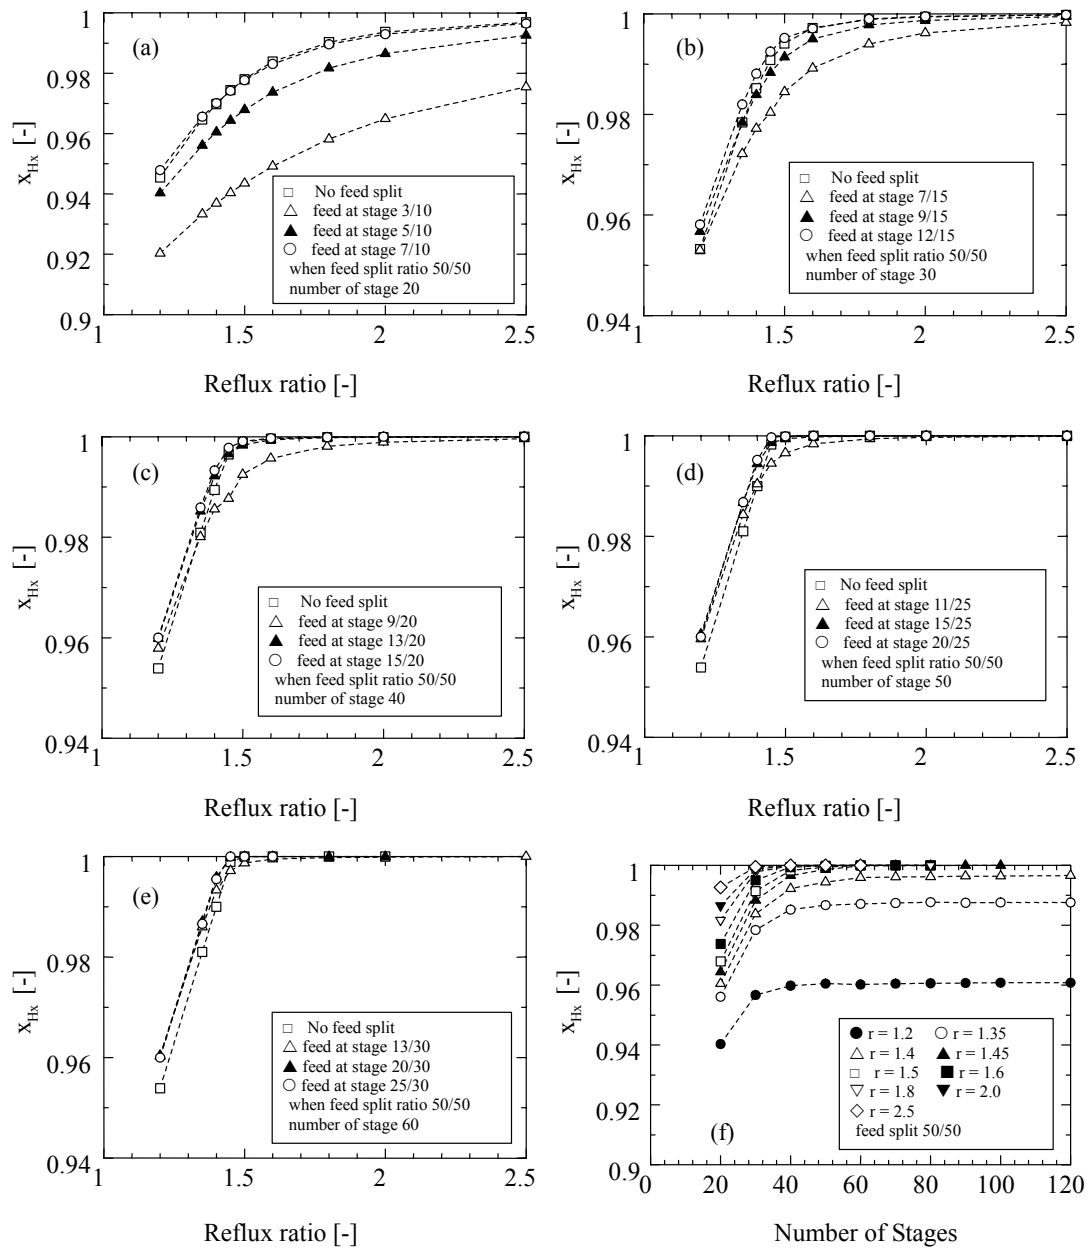 (a)
1
0.98
0.96
0.94
0.92
0.9
x_Hx [-]
No feed split
feed at stage 3/10
feed at stage 5/10
feed at stage 7/10
when feed split ratio 50/50
number of stage 20
1 1.5 2 2.5
Reflux ratio [-]
(b)
1
0.98
0.96
0.94
x_Hx [-]
No feed split
feed at stage 7/15
feed at stage 9/15
feed at stage 12/15
when feed split ratio 50/50
number of stage 30
1 1.5 2 2.5
Reflux ratio [-]
(c)
1
0.98
0.96
0.94
x_Hx [-]
No feed split
feed at stage 9/20
feed at stage 13/20
feed at stage 15/20
when feed split ratio 50/50
number of stage 40
1 1.5 2 2.5
Reflux ratio [-]
(d)
1
0.98
0.96
0.94
x_Hx [-]
No feed split
feed at stage 11/25
feed at stage 15/25
feed at stage 20/25
when feed split ratio 50/50
number of stage 50
1 1.5 2 2.5
Reflux ratio [-]
(e)
1
0.98
0.96
0.94
x_Hx [-]
No feed split
feed at stage 13/30
feed at stage 20/30
feed at stage 25/30
when feed split ratio 50/50
number of stage 60
1 1.5 2 2.5
Reflux ratio [-]
1
0.98
0.96
0.94
0.92
0.9
x_Hx [-]
r = 1.2 r = 1.35
r = 1.4 r = 1.45
r = 1.5 r = 1.6
r = 1.8 r = 2.0
r = 2.5
feed split 50/50
(f)
0 20 40 60 80 100 120
Number of Stages